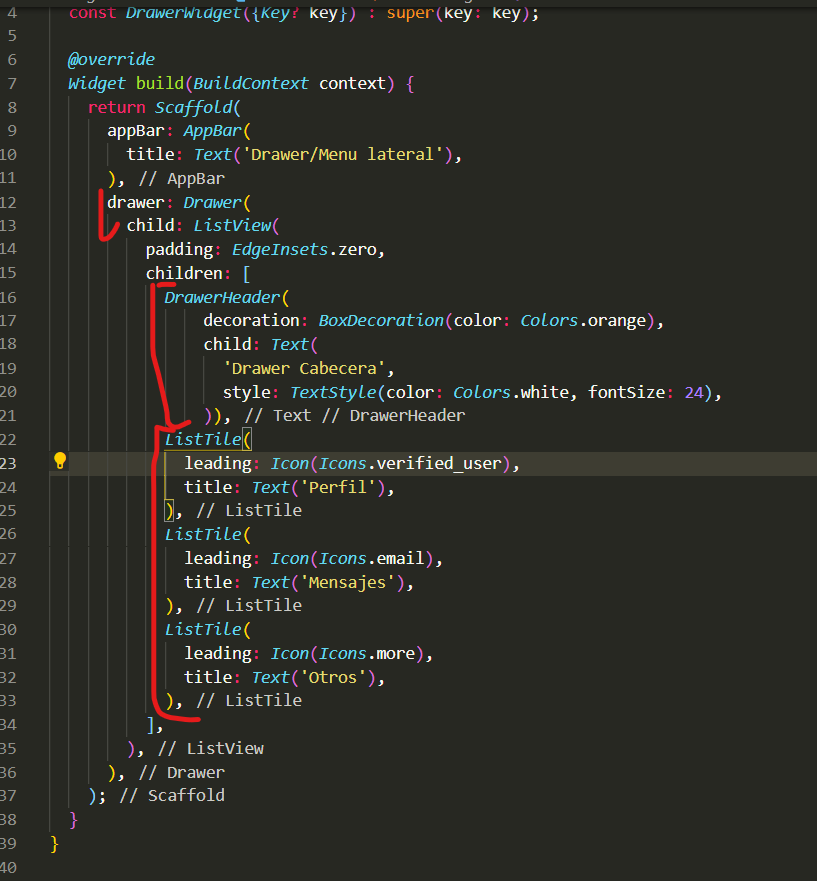 4 const DrawerWidget({Key? key}) : super(key: key);
5
6 @override
7 Widget build(BuildContext context) {
8 return Scaffold(
9 appBar: AppBar(
10 title: Text('Drawer/Menu lateral'),
11 ), // AppBar
12 drawer: Drawer(
13 child: ListView(
14 padding: EdgeInsets.zero,
15 children: [
16 DrawerHeader(
17 decoration: BoxDecoration(color: Colors.orange),
18 child: Text(
19 'Drawer Cabecera',
20 style: TextStyle(color: Colors.white, fontSize: 24),
21 )), // Text // DrawerHeader
22 ListTile(
23 leading: Icon(Icons.verified_user),
24 title: Text('Perfil'),
25 ), // ListTile
26 ListTile(
27 leading: Icon(Icons.email),
28 title: Text('Mensajes'),
29 ), // ListTile
30 ListTile(
31 leading: Icon(Icons.more),
32 title: Text('Otros'),
33 ), // ListTile
34 ],
35 ), // ListView
36 ), // Drawer
37 ); // Scaffold
38 }
39 }
40